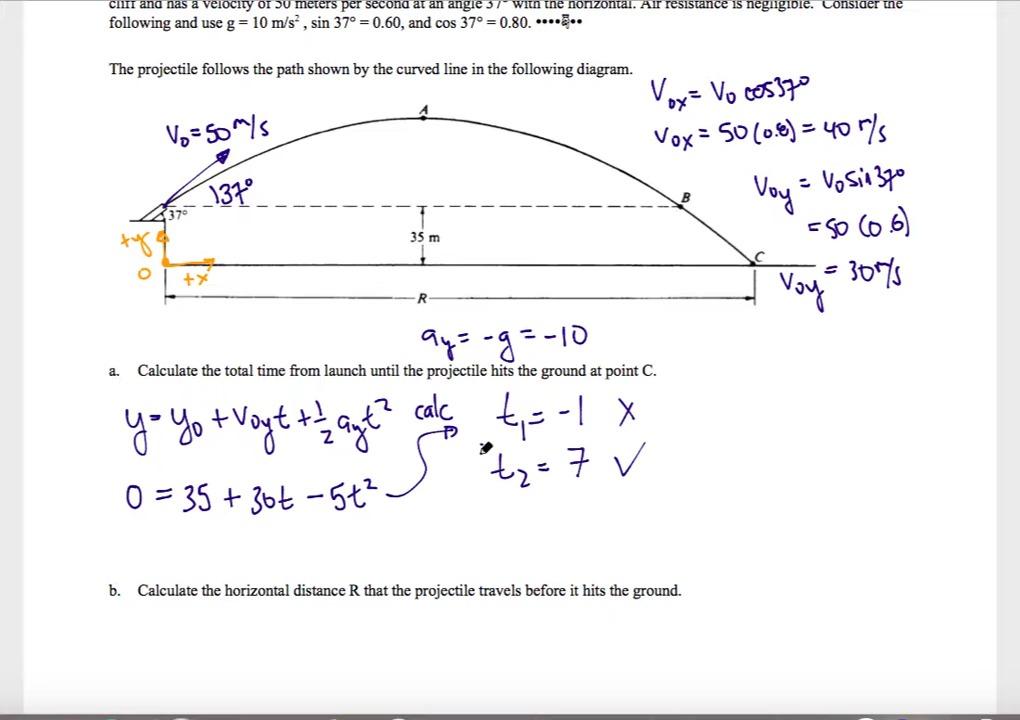 cliff and has a velocity of 50 meters per second at an angle 37° with the horizontal. Air resistance is negligible. Consider the
following and use g = 10 m/s², sin 37° = 0.60, and cos 37° = 0.80.
The projectile follows the path shown by the curved line in the following diagram.
Vox = Vo cos37°
Vo = 50 m/s
A
Vox = 50(0.8) = 40 m/s
Voy = Vo sin37°
37°
37°
B
= 50 (0.6)
+y
35 m
O
+x
C
Voy = 30 m/s
R
ay = -g = -10
a. Calculate the total time from launch until the projectile hits the ground at point C.
y = yo + Voyt + 1/2 ayt² calc t1 = -1 X
0 = 35 + 30t - 5t² t2 = 7 ✓
b. Calculate the horizontal distance R that the projectile travels before it hits the ground.